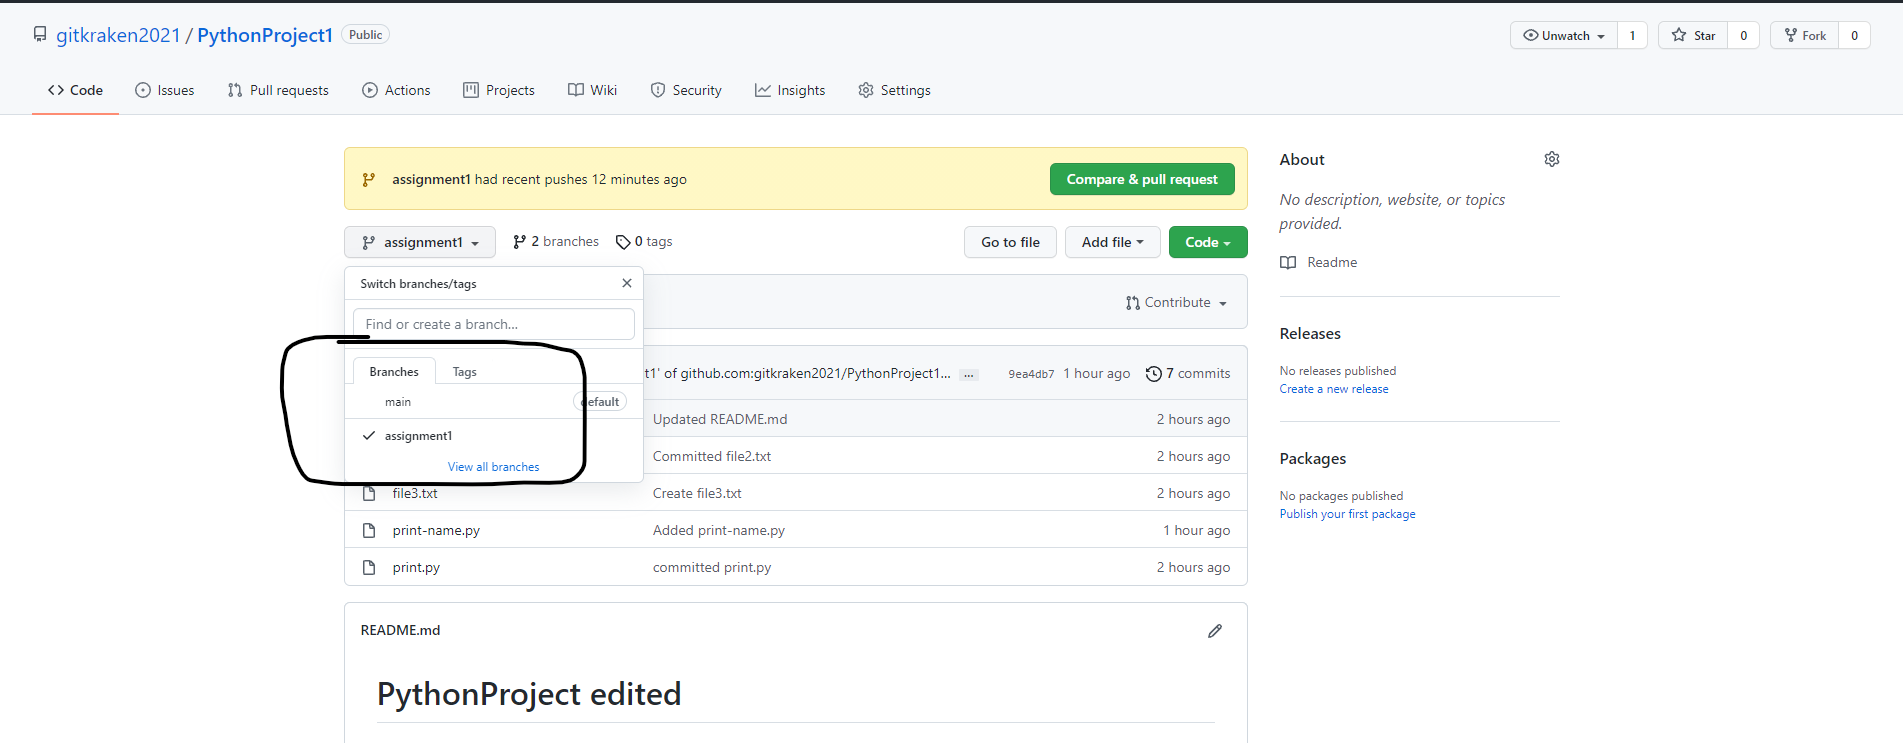 gitkraken2021 / PythonProject1 Public
Unwatch 1 Star 0 Fork 0
Code Issues Pull requests Actions Projects Wiki Security Insights Settings
assignment1 had recent pushes 12 minutes ago
Compare & pull request
assignment1 2 branches 0 tags
Go to file Add file Code
Switch branches/tags
Find or create a branch...
Branches Tags
main default
assignment1
View all branches
Contribute
t1' of github.com:gitkraken2021/PythonProject1... ... 9ea4db7 1 hour ago 7 commits
Updated README.md 2 hours ago
Committed file2.txt 2 hours ago
file3.txt Create file3.txt 2 hours ago
print-name.py Added print-name.py 1 hour ago
print.py committed print.py 2 hours ago
README.md
PythonProject edited
About
No description, website, or topics
provided.
Readme
Releases
No releases published
Create a new release
Packages
No packages published
Publish your first package